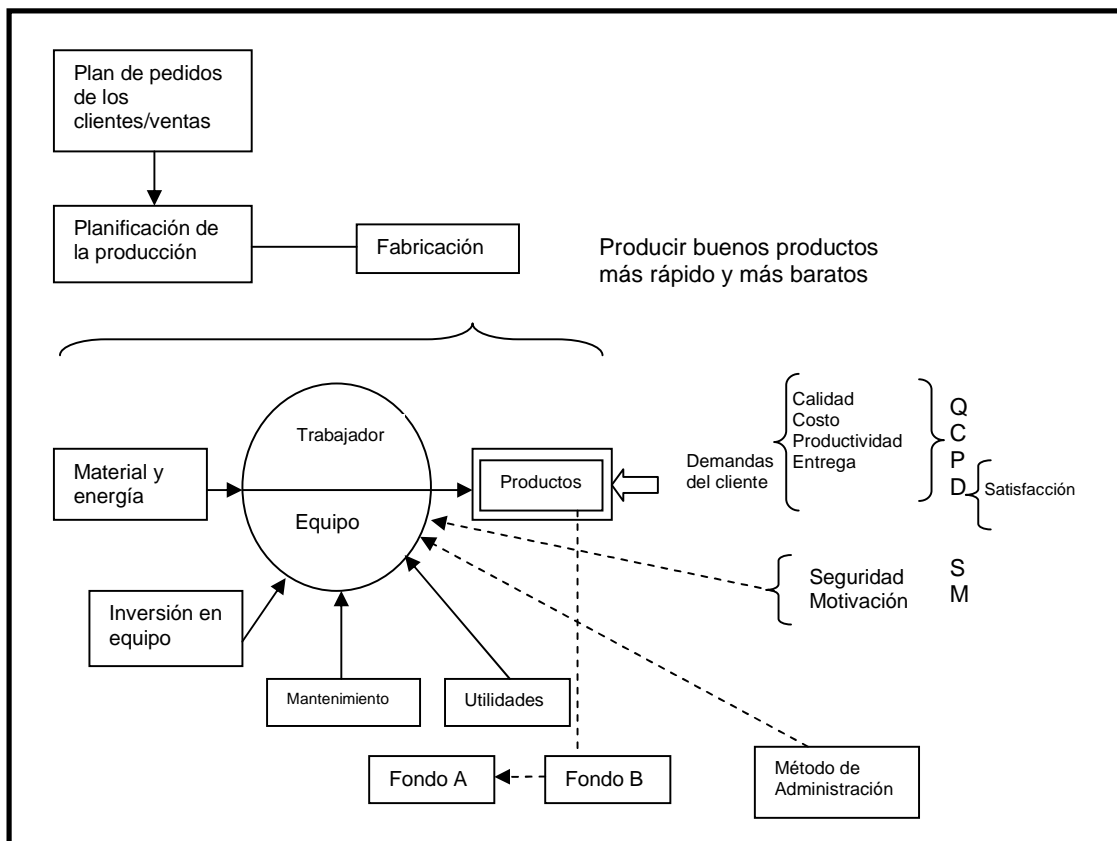 Plan de pedidos
de los
clientes/ventas
Planificación de
la producción
Fabricación
Producir buenos productos
más rápido y más baratos
Trabajador
Equipo
Material y
energía
Productos
Demandas
del cliente
Calidad
Costo
Productividad
Entrega
Q
C
P
D
Satisfacción
Seguridad
Motivación
S
M
Inversión en
equipo
Mantenimiento
Utilidades
Fondo A
Fondo B
Método de
Administración